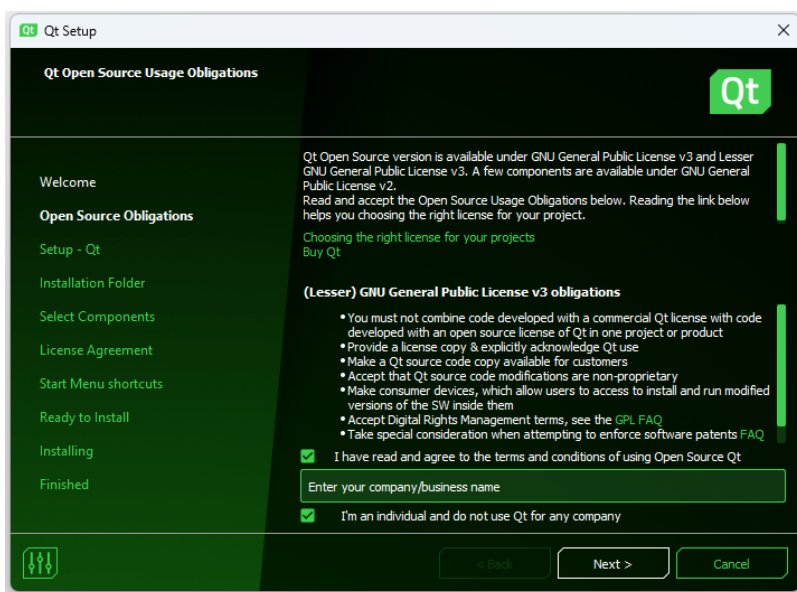 Qt Setup
Qt Open Source Usage Obligations
Qt
Welcome
Open Source Obligations
Setup - Qt
Installation Folder
Select Components
License Agreement
Start Menu shortcuts
Ready to Install
Installing
Finished
Qt Open Source version is available under GNU General Public License v3 and Lesser
GNU General Public License v3. A few components are available under GNU General
Public License v2.
Read and accept the Open Source Usage Obligations below. Reading the link below
helps you choosing the right license for your project.
Choosing the right license for your projects
Buy Qt
(Lesser) GNU General Public License v3 obligations
• You must not combine code developed with a commercial Qt license with code
developed with an open source license of Qt in one project or product
• Provide a license copy & explicitly acknowledge Qt use
• Make a Qt source code copy available for customers
• Accept that Qt source code modifications are non-proprietary
• Make consumer devices, which allow users to access to install and run modified
versions of the SW inside them
• Accept Digital Rights Management terms, see the GPL FAQ
• Take special consideration when attempting to enforce software patents FAQ
I have read and agree to the terms and conditions of using Open Source Qt
Enter your company/business name
I'm an individual and do not use Qt for any company
< Back
Next >
Cancel